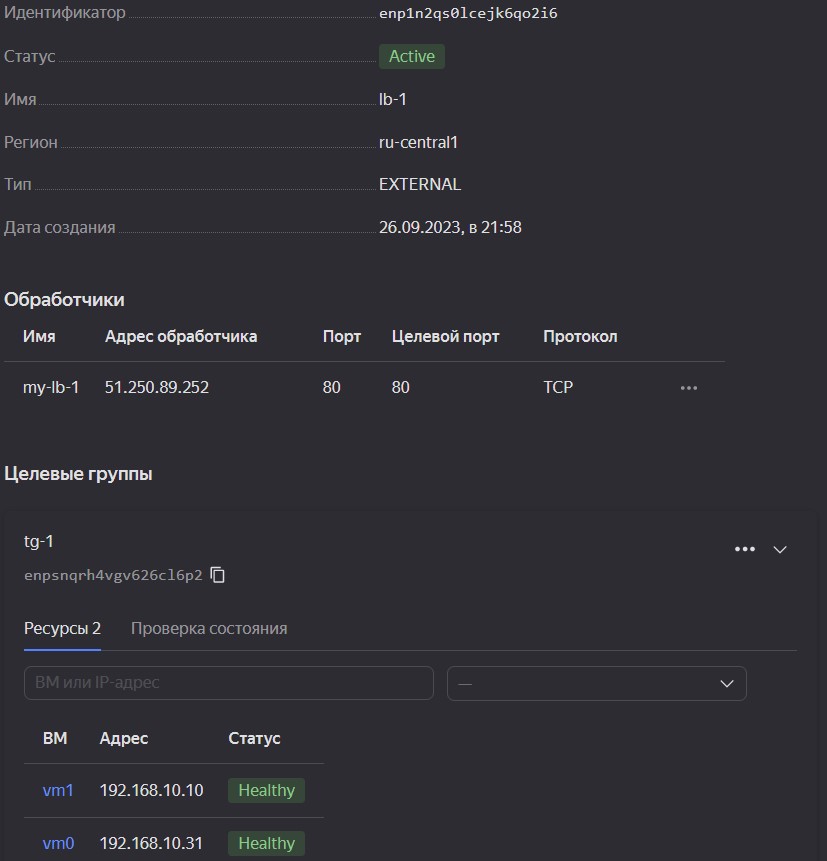 Идентификатор enp1n2qs0lcejk6qo2i6
Статус Active
Имя lb-1
Регион ru-central1
Тип EXTERNAL
Дата создания 26.09.2023, в 21:58
Обработчики
Имя Адрес обработчика Порт Целевой порт Протокол
my-lb-1 51.250.89.252 80 80 TCP
Целевые группы
tg-1
enpsnqrh4vgv626cl6p2
Ресурсы 2 Проверка состояния
ВМ или IP-адрес —
ВМ Адрес Статус
vm1 192.168.10.10 Healthy
vm0 192.168.10.31 Healthy